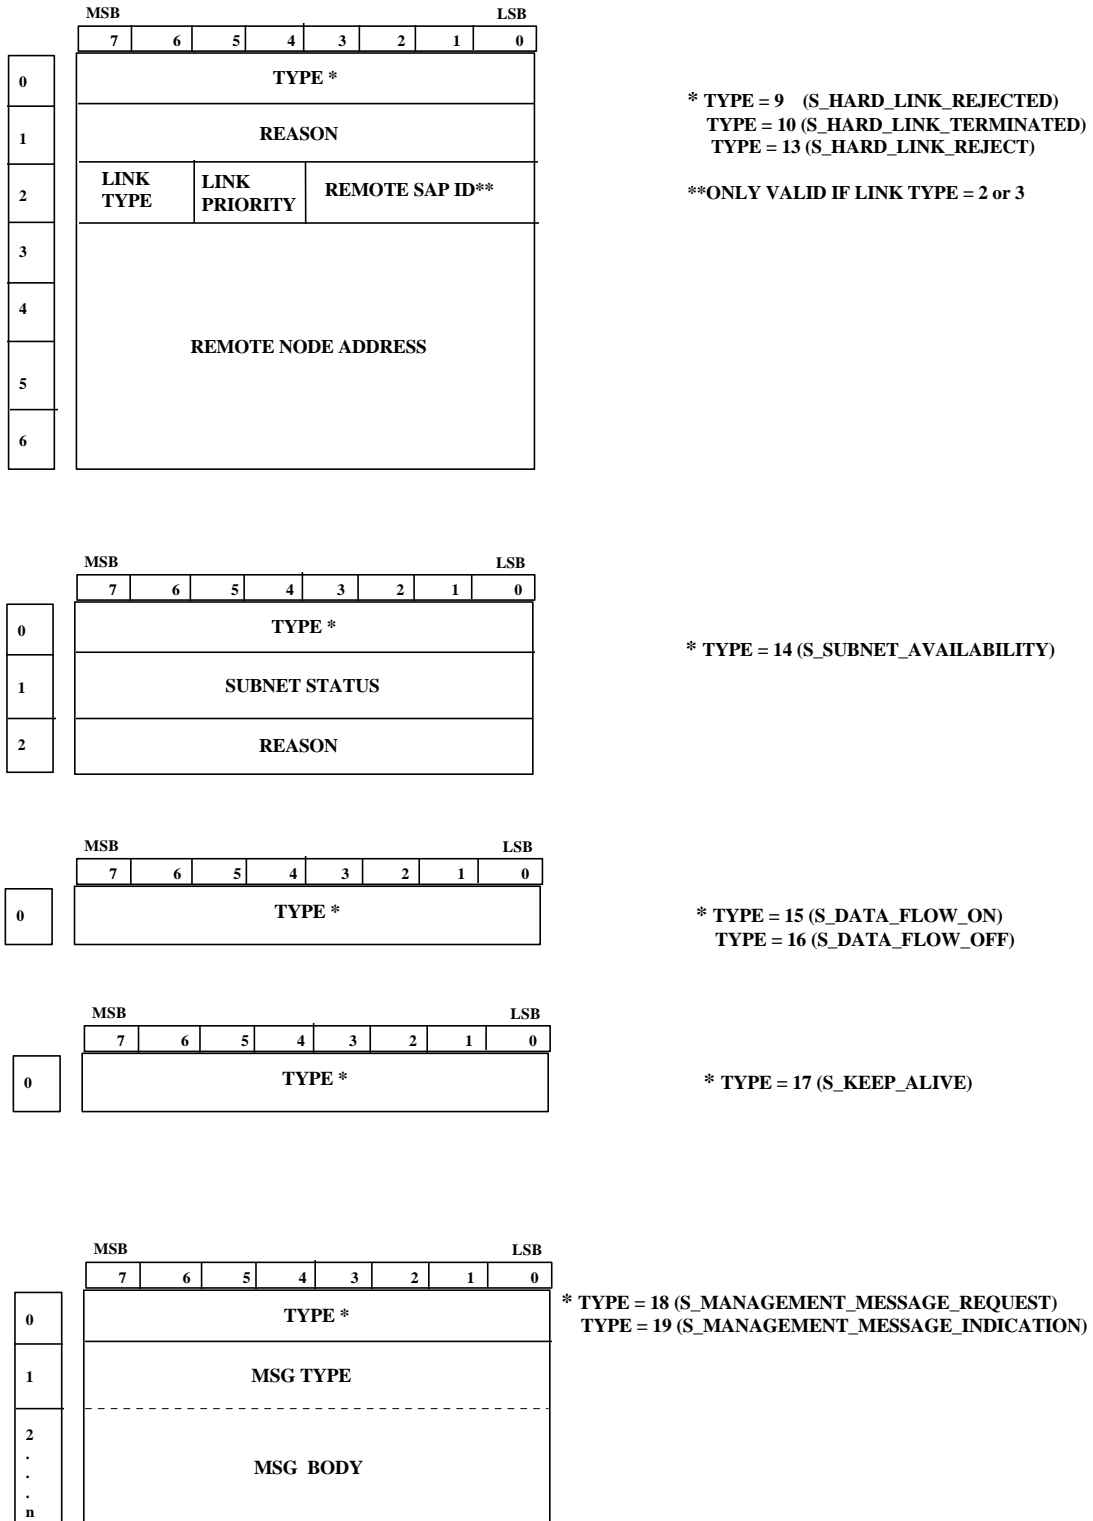 MSB LSB
7 6 5 4 3 2 1 0
0 TYPE *
* TYPE = 9 (S_HARD_LINK_REJECTED)
TYPE = 10 (S_HARD_LINK_TERMINATED)
TYPE = 13 (S_HARD_LINK_REJECT)
1 REASON
2 LINK TYPE LINK PRIORITY REMOTE SAP ID**
**ONLY VALID IF LINK TYPE = 2 or 3
3
4
REMOTE NODE ADDRESS
5
6
MSB LSB
7 6 5 4 3 2 1 0
0 TYPE *
* TYPE = 14 (S_SUBNET_AVAILABILITY)
1 SUBNET STATUS
2 REASON
MSB LSB
7 6 5 4 3 2 1 0
0 TYPE *
* TYPE = 15 (S_DATA_FLOW_ON)
TYPE = 16 (S_DATA_FLOW_OFF)
MSB LSB
7 6 5 4 3 2 1 0
0 TYPE *
* TYPE = 17 (S_KEEP_ALIVE)
MSB LSB
7 6 5 4 3 2 1 0
0 TYPE *
* TYPE = 18 (S_MANAGEMENT_MESSAGE_REQUEST)
TYPE = 19 (S_MANAGEMENT_MESSAGE_INDICATION)
1 MSG TYPE
2
.
.
.
n
MSG BODY